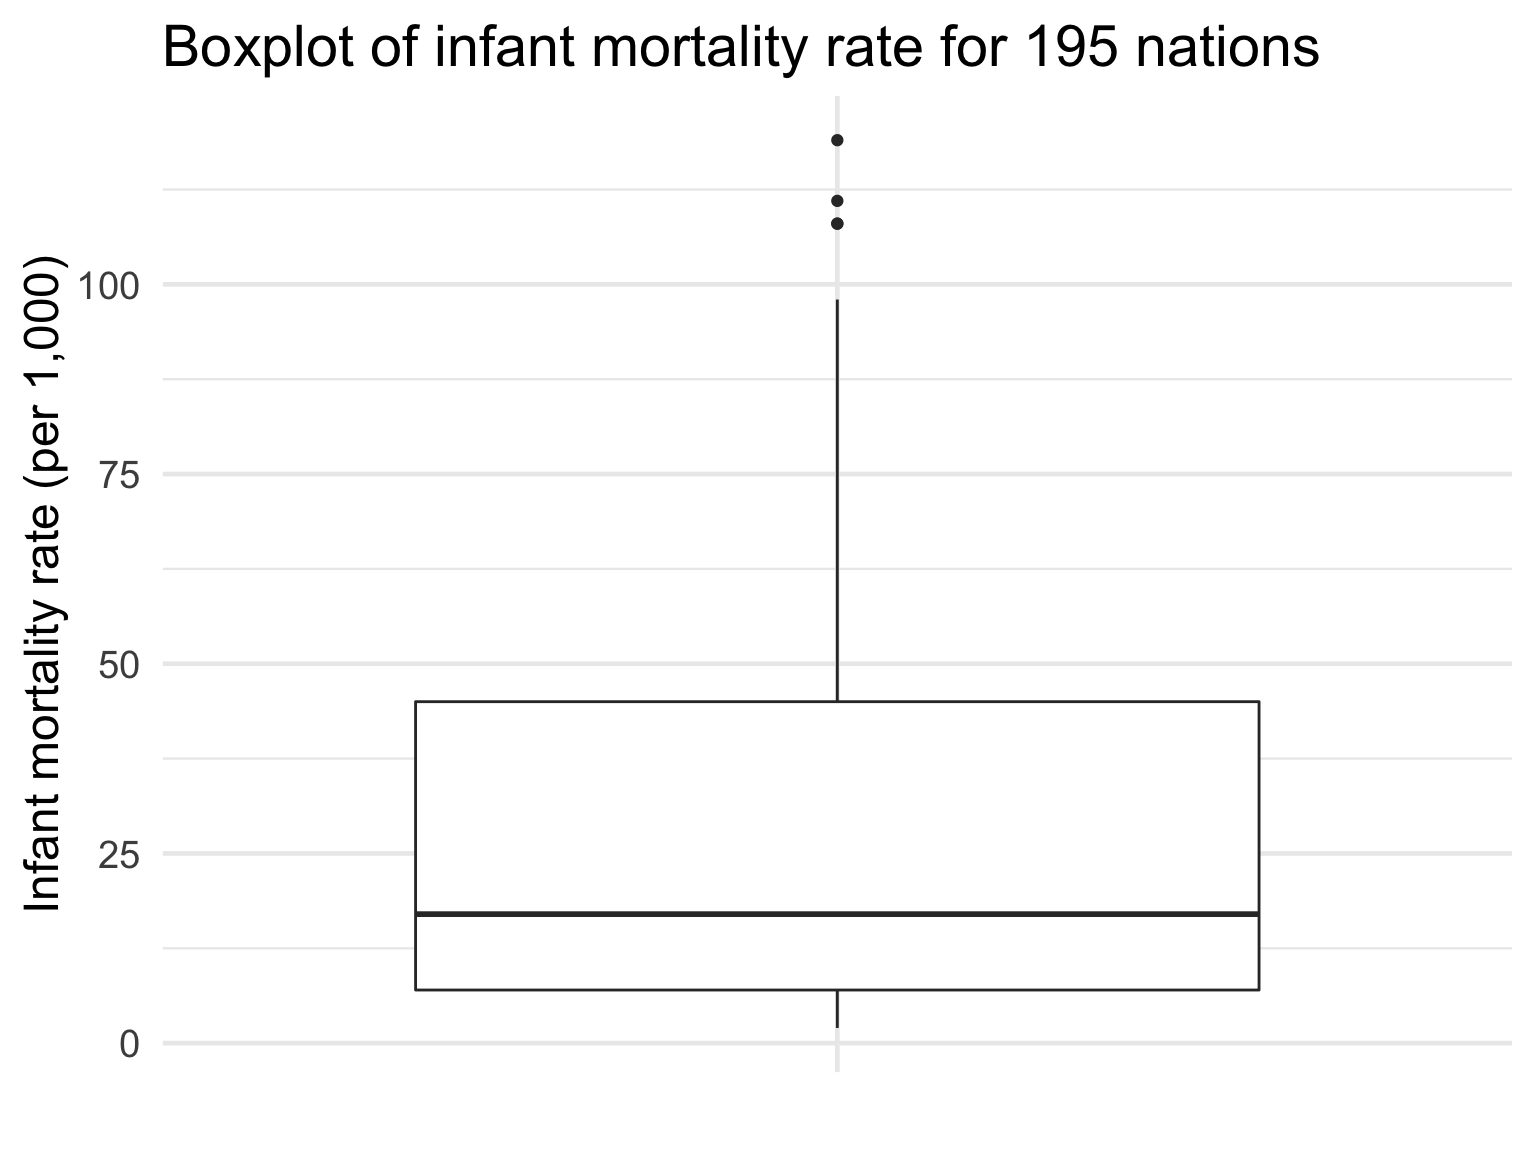 Boxplot of infant mortality rate for 195 nations
Infant mortality rate (per 1,000)
100
75
50
25
0